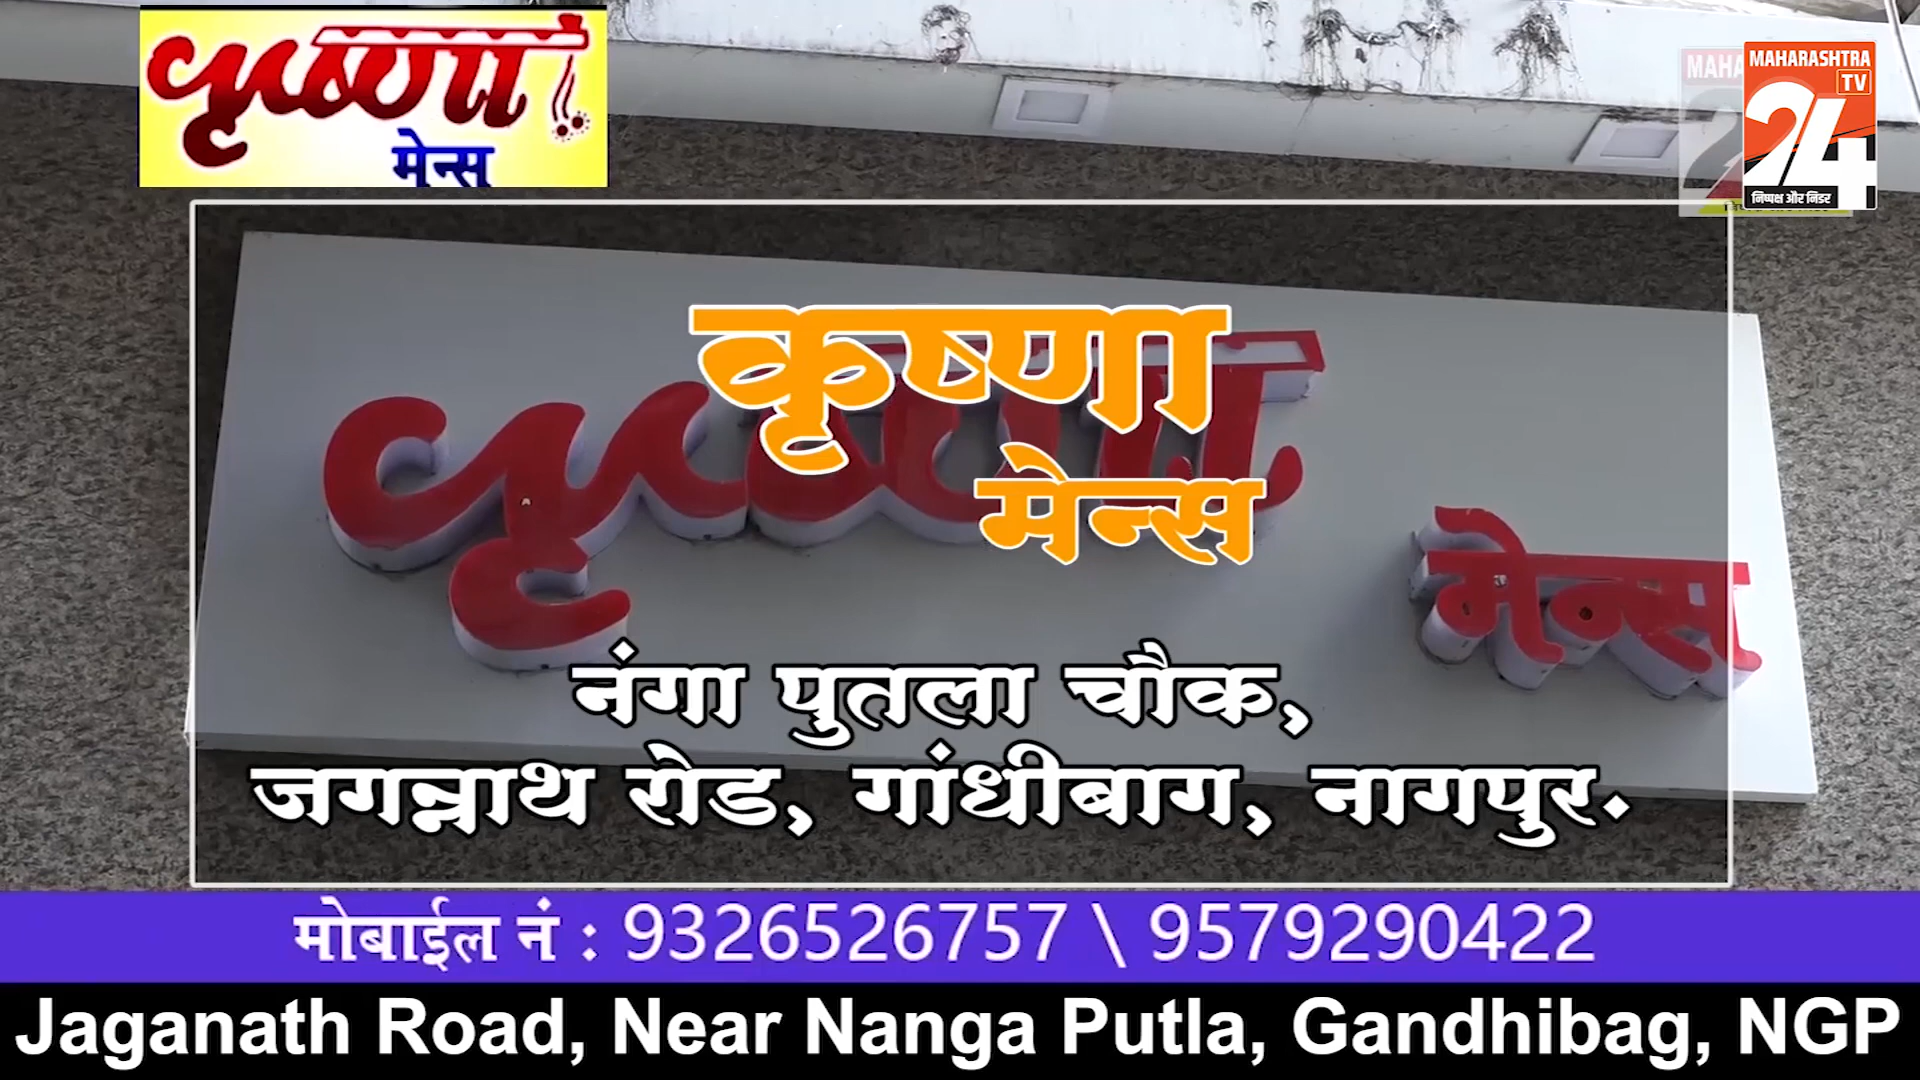 कृष्णा
मेन्स
MAHARASHTRA
TV
24
निष्पक्ष और निडर
MAHA
कृष्णा
मेन्स
कृष्णा
मेन्स
नंगा पुतला चौक,
जगन्नाथ रोड, गांधीबाग, नागपुर.
मोबाईल नं : 9326526757 \ 9579290422
Jaganath Road, Near Nanga Putla, Gandhibag, NGP